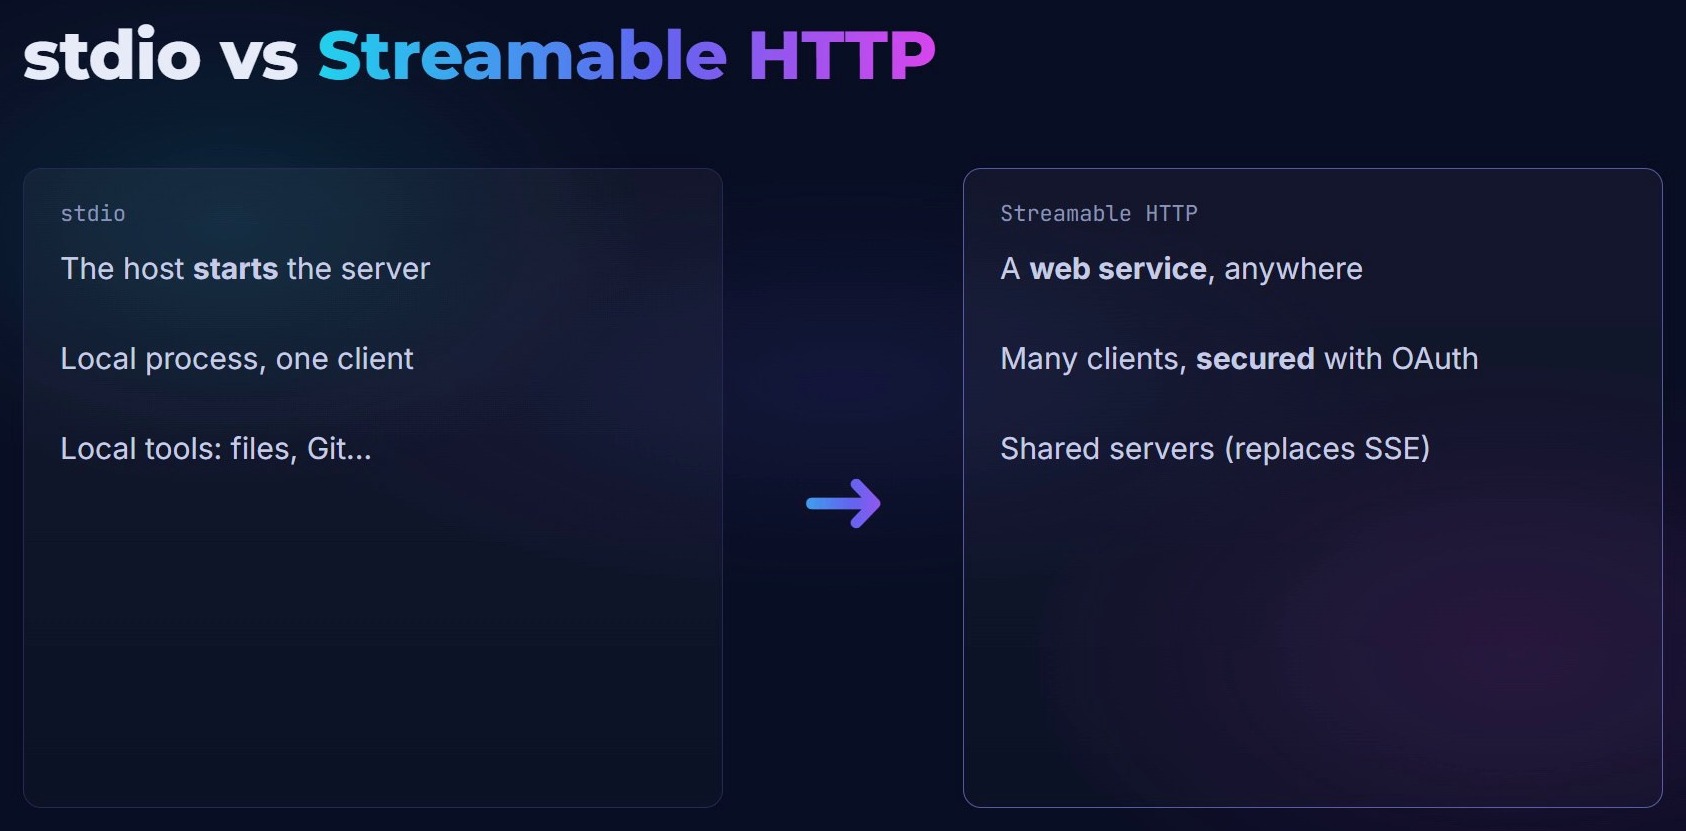 stdio vs Streamable HTTP
stdio
The host starts the server
Local process, one client
Local tools: files, Git...
Streamable HTTP
A web service, anywhere
Many clients, secured with OAuth
Shared servers (replaces SSE)